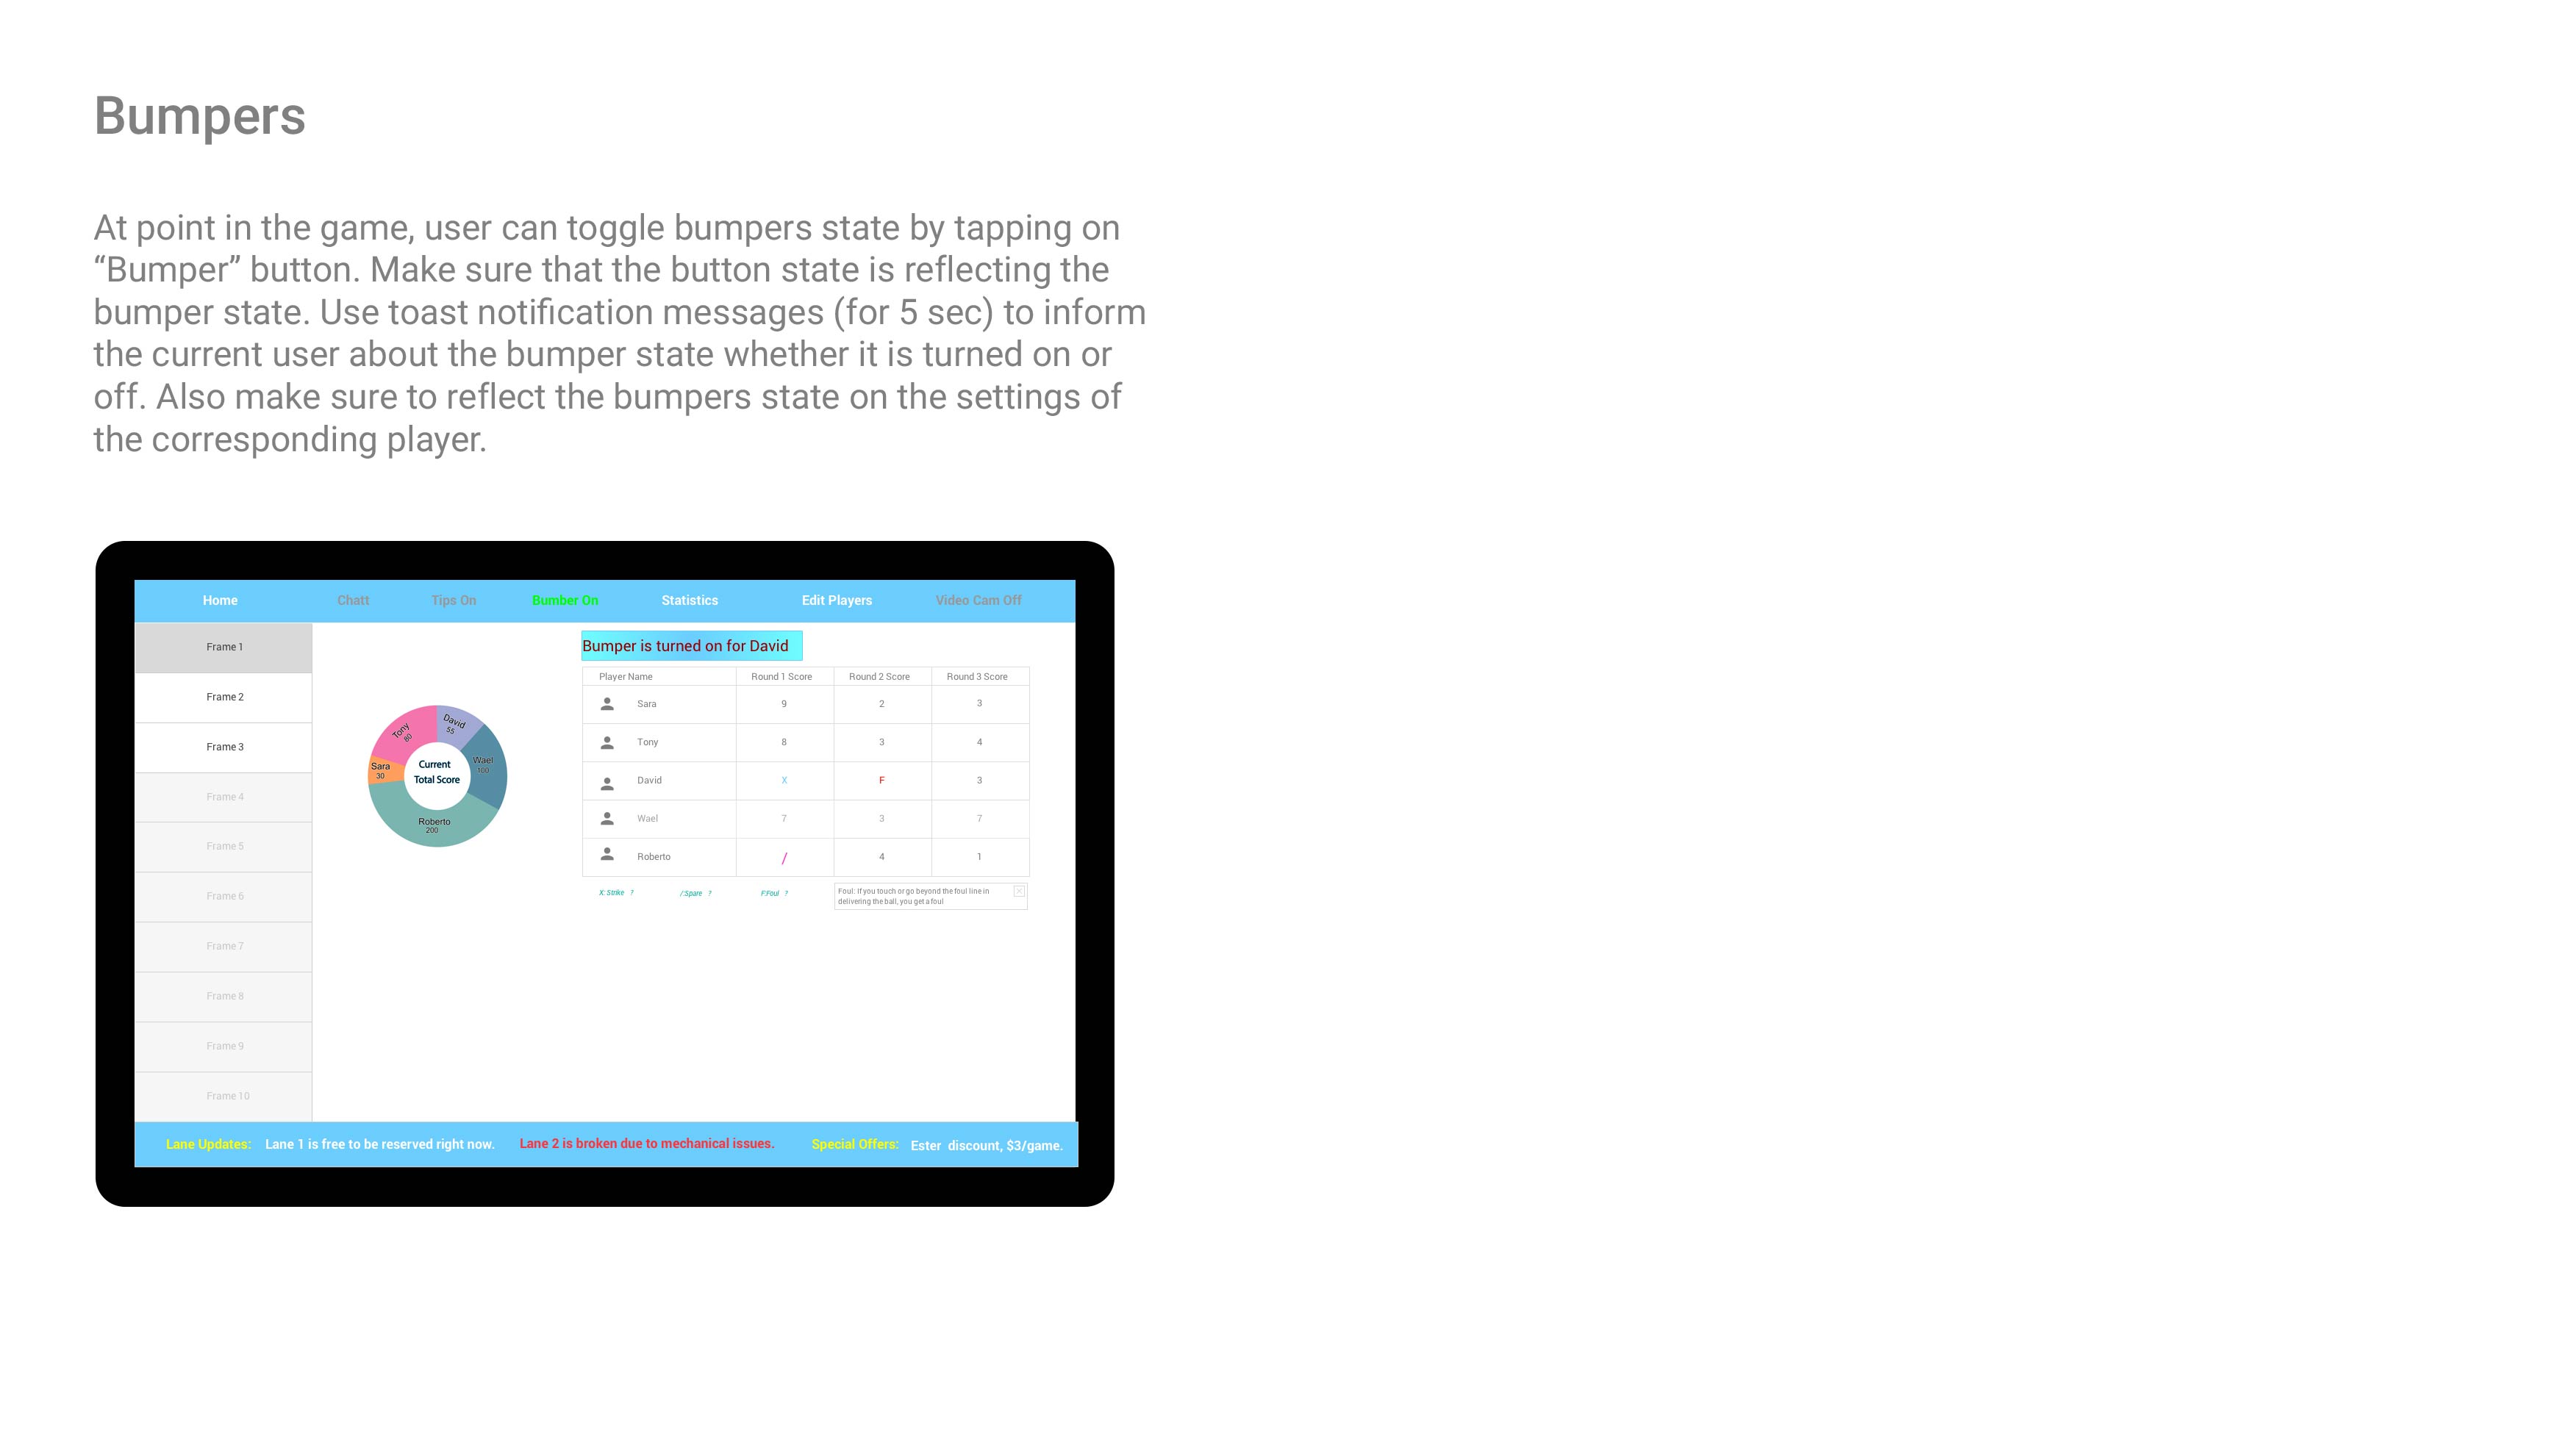 Bumpers
At point in the game, user can toggle bumpers state by tapping on
“Bumper” button. Make sure that the button state is reflecting the
bumper state. Use toast notification messages (for 5 sec) to inform
the current user about the bumper state whether it is turned on or
off. Also make sure to reflect the bumpers state on the settings of
the corresponding player.
Home Chatt Tips On Bumber On Statistics Edit Players Video Cam Off
Frame 1
Frame 2
Frame 3
Frame 4
Frame 5
Frame 6
Frame 7
Frame 8
Frame 9
Frame 10
David
55
Wael
100
Roberto
200
Sara
30
Tony
80
Current
Total Score
Bumper is turned on for David
Player Name Round 1 Score Round 2 Score Round 3 Score
Sara 9 2 3
Tony 8 3 4
David X F 3
Wael 7 3 7
Roberto / 4 1
X: Strike ? /:Spare ? F:Foul ?
Foul: If you touch or go beyond the foul line in
delivering the ball, you get a foul
Lane Updates: Lane 1 is free to be reserved right now. Lane 2 is broken due to mechanical issues. Special Offers: Ester discount, $3/game.